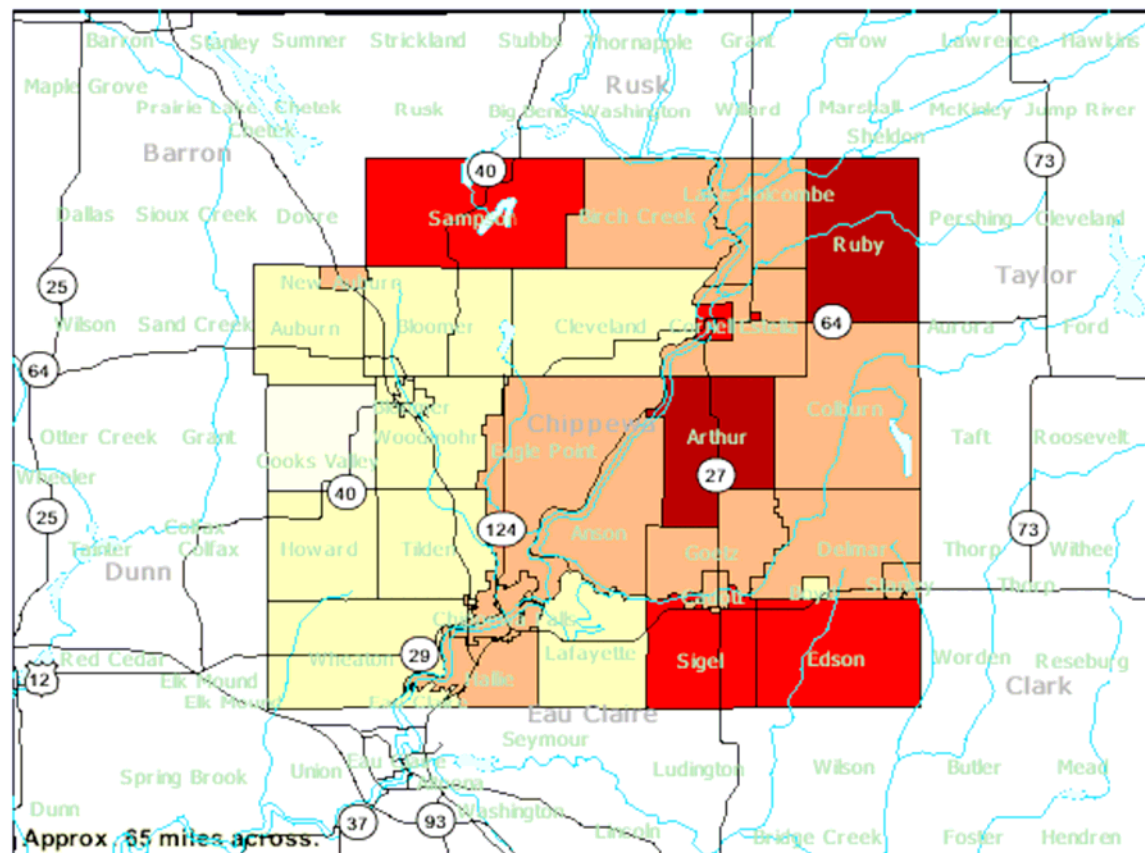 Barron Stanley Sumner Strickland Stubbs Thornapple Grant Grow Lawrence Hawkins
Maple Grove Rusk
Prairie Lake Chetek Rusk Big Bend Washington Willard Marshall McKinley Jump River
Chetek Sheldon
Barron 40 73
Dallas Sioux Creek Dovre Sampson Birch Creek Lake Holcombe Pershing Cleveland
Ruby
25 New Auburn Taylor
Wilson Sand Creek Auburn Bloomer Cleveland Cornell Estella 64 Aurora Ford
64
Bloomer Colburn
Otter Creek Grant Woodmohr Chippewa Arthur Taft Roosevelt
Wheeler Cooks Valley Eagle Point 27
25 40
Colfax 124 73
Tainter Colfax Howard Tilden Anson Goetz Delmar Thorp Withee
Dunn Stanley Thorp
Cadott Boyd
Chippewa Falls
Red Cedar Wheaton 29 Lafayette Sigel Edson Worden Reseburg
12 Elk Mound Hallie Clark
Elk Mound Eau Claire Eau Claire
Seymour
Spring Brook Union Eau Claire Ludington Wilson Butler Mead
Altoona
Dunn 37 93 Washington Lincoln
Approx. 65 miles across. Bridge Creek Foster Hendren